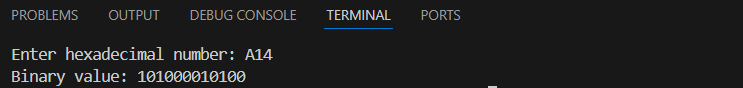 PROBLEMS OUTPUT DEBUG CONSOLE TERMINAL PORTS
Enter hexadecimal number: A14
Binary value: 101000010100